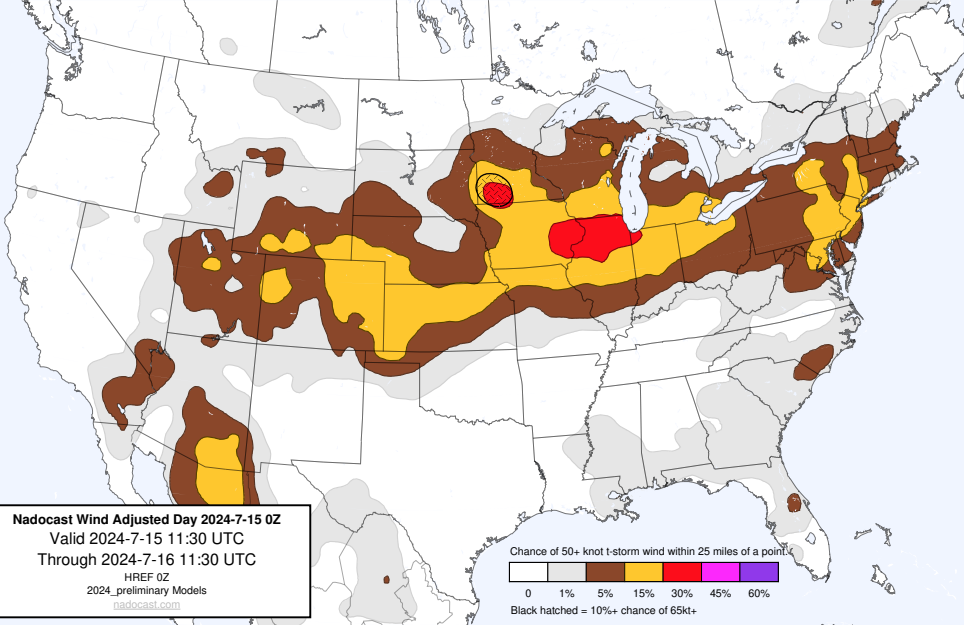 Nadocast Wind Adjusted Day 2024-7-15 0Z
Valid 2024-7-15 11:30 UTC
Through 2024-7-16 11:30 UTC
HREF 0Z
2024_preliminary Models
nadocast.com
Chance of 50+ knot t-storm wind within 25 miles of a point.
0 1% 5% 15% 30% 45% 60%
Black hatched = 10%+ chance of 65kt+